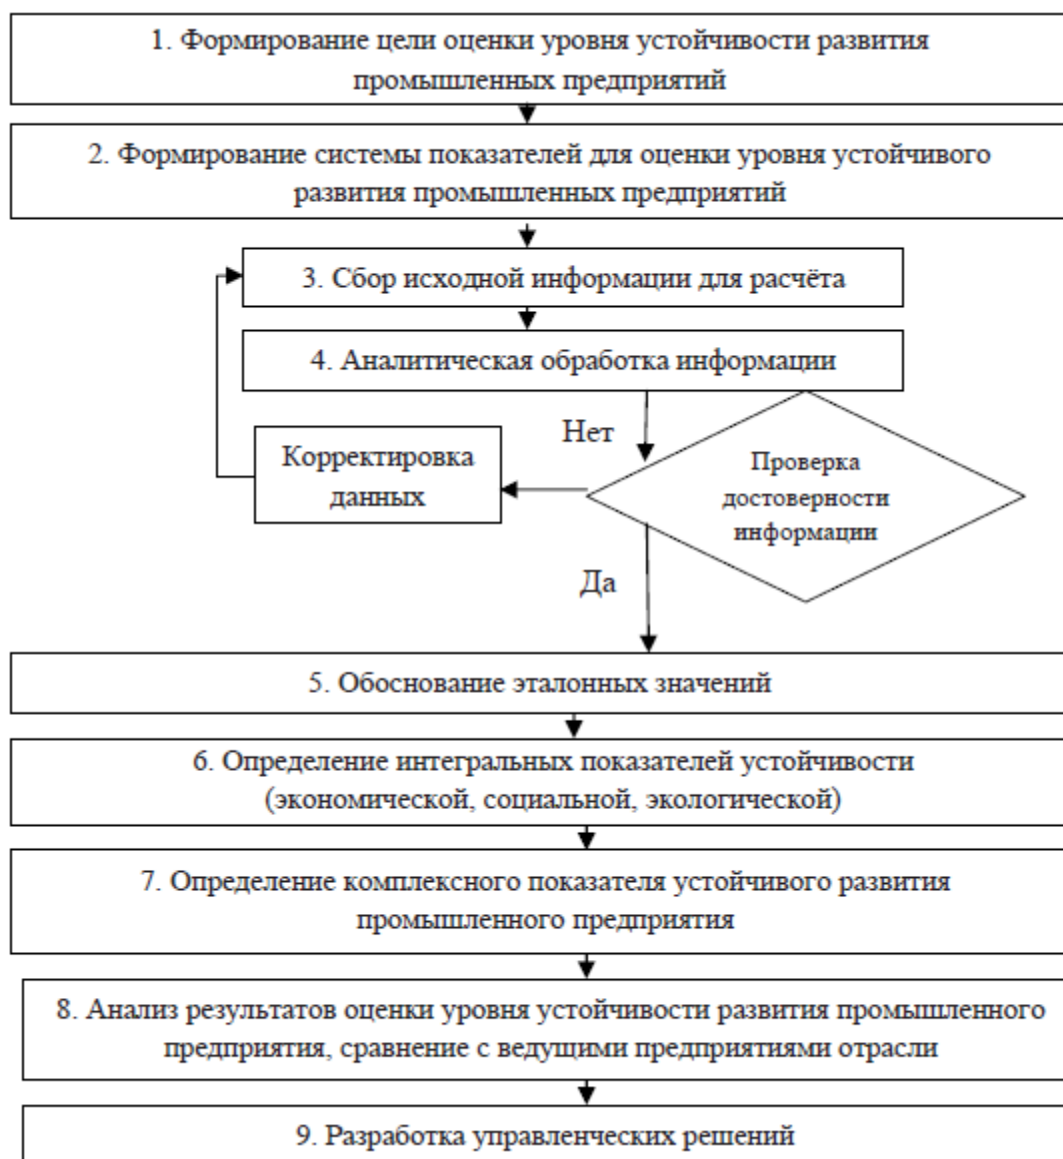 1. Формирование цели оценки уровня устойчивости развития
промышленных предприятий
2. Формирование системы показателей для оценки уровня устойчивого
развития промышленных предприятий
3. Сбор исходной информации для расчёта
4. Аналитическая обработка информации
Нет
Корректировка
данных
Проверка
достоверности
информации
Да
5. Обоснование эталонных значений
6. Определение интегральных показателей устойчивости
(экономической, социальной, экологической)
7. Определение комплексного показателя устойчивого развития
промышленного предприятия
8. Анализ результатов оценки уровня устойчивости развития промышленного
предприятия, сравнение с ведущими предприятиями отрасли
9. Разработка управленческих решений